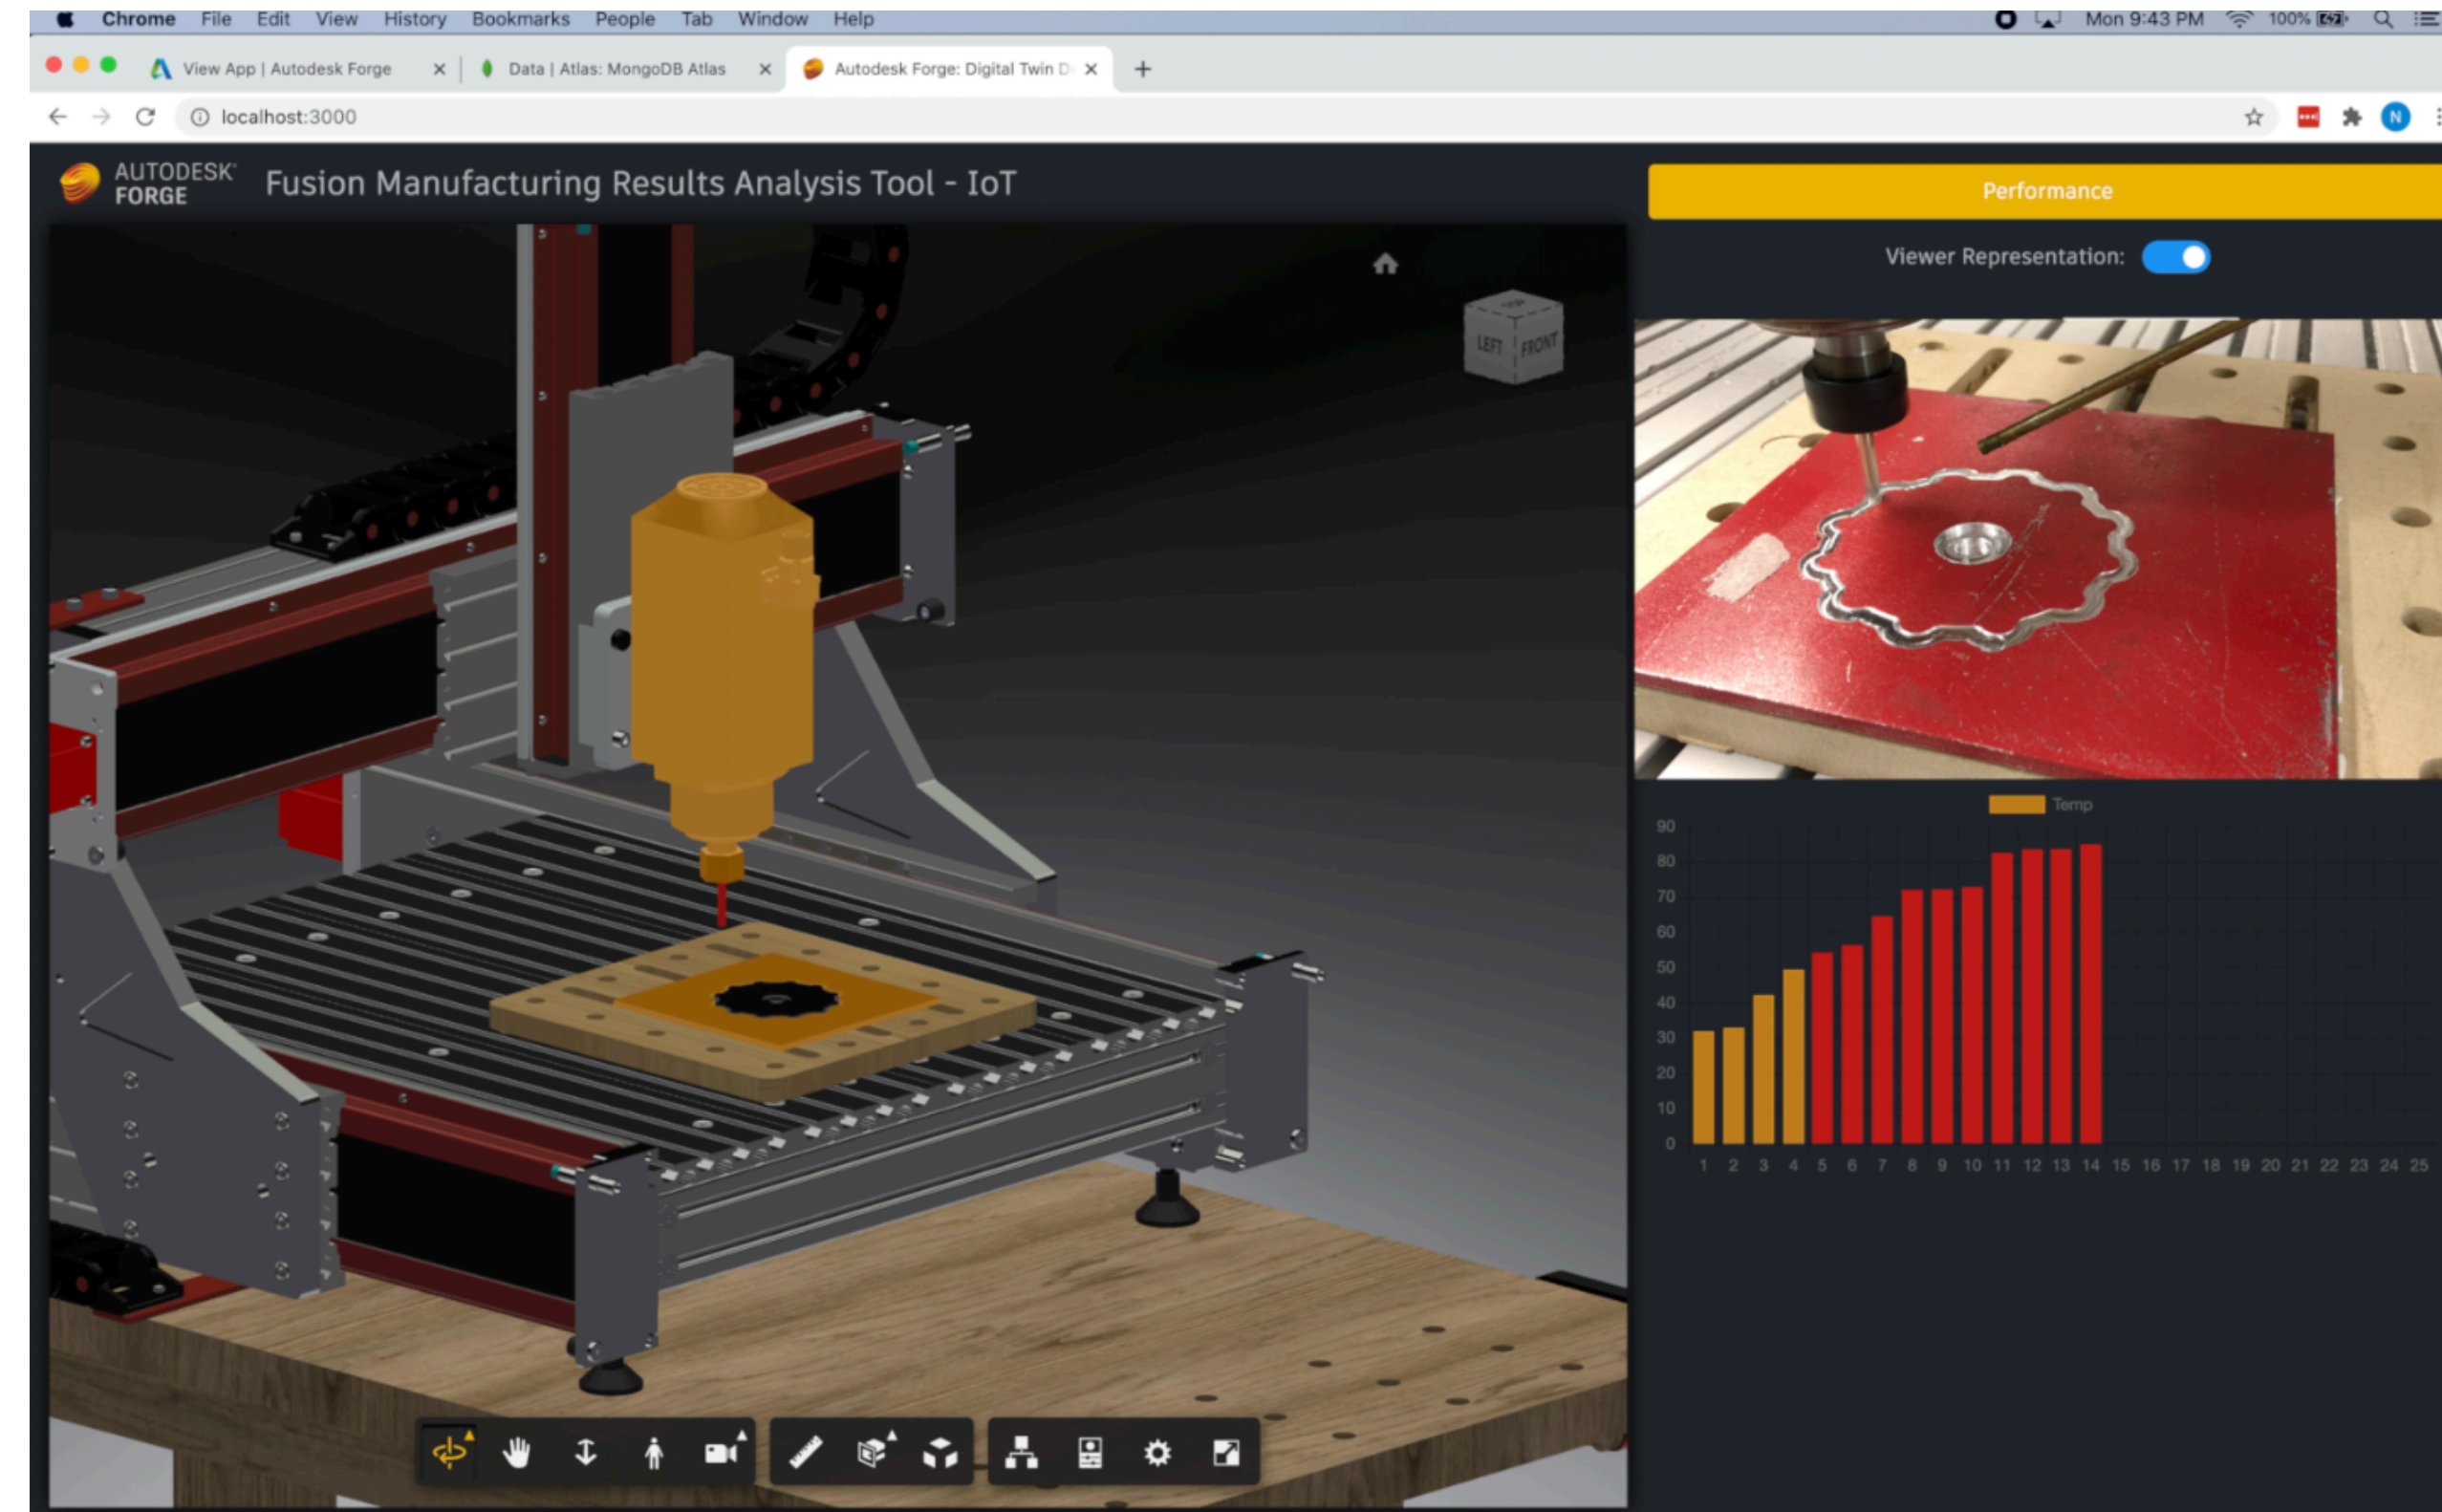 Chrome File Edit View History Bookmarks People Tab Window Help Mon 9:43 PM 100%
View App | Autodesk Forge Data | Atlas: MongoDB Atlas Autodesk Forge: Digital Twin D
localhost:3000 N
AUTODESK
FORGE
Fusion Manufacturing Results Analysis Tool - IoT
Performance
Viewer Representation:
TOP
LEFT FRONT
Temp
90
80
70
60
50
40
30
20
10
0
1 2 3 4 5 6 7 8 9 10 11 12 13 14 15 16 17 18 19 20 21 22 23 24 25